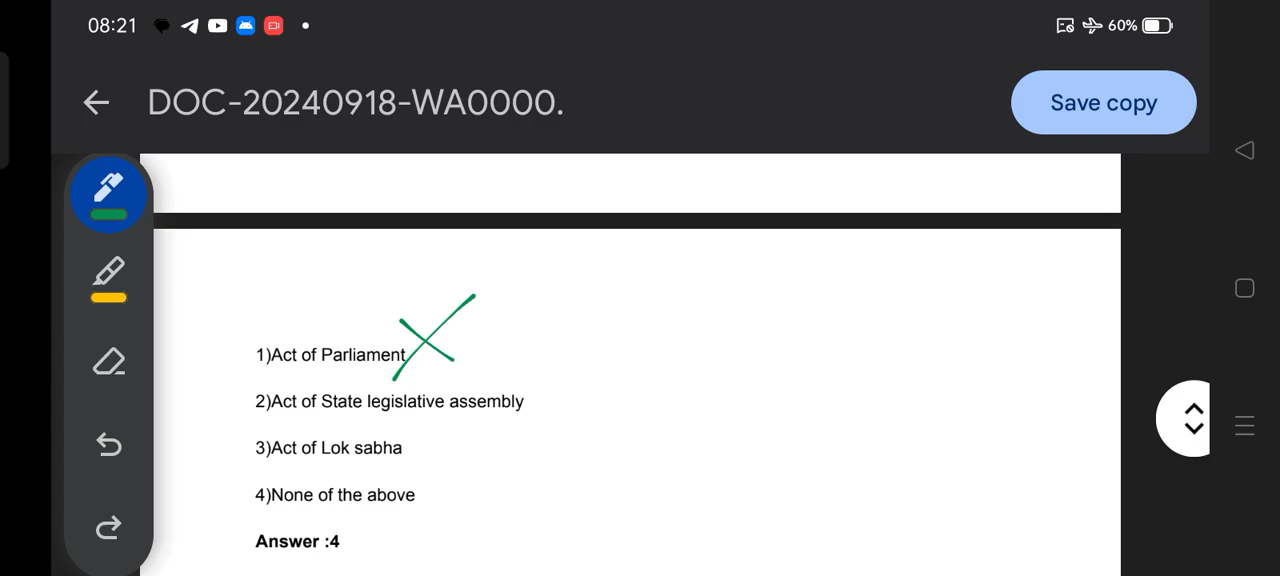 08:21
60%
DOC-20240918-WA0000.
Save copy
1)Act of Parliament
2)Act of State legislative assembly
3)Act of Lok sabha
4)None of the above
Answer :4